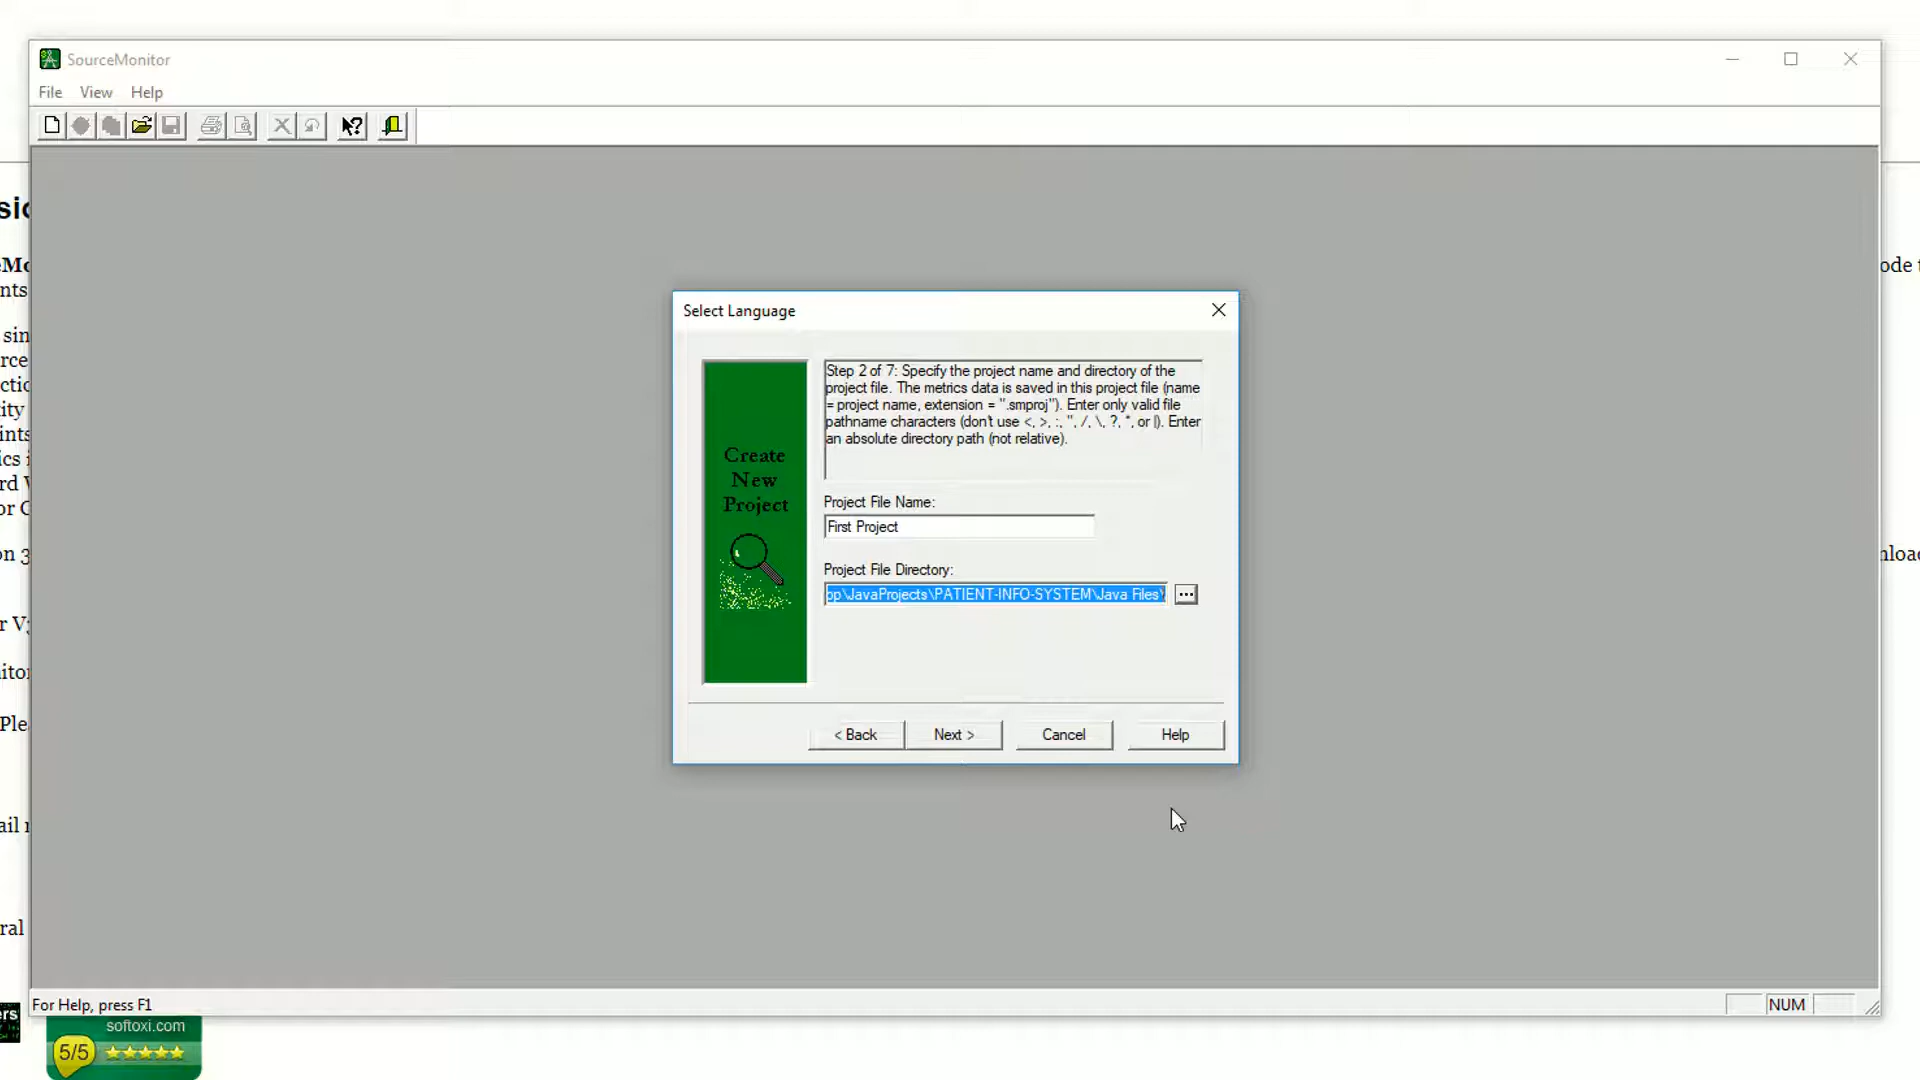 SourceMonitor
File View Help
Select Language
Step 2 of 7: Specify the project name and directory of the
project file. The metrics data is saved in this project file (name
= project name, extension = ".smproj"). Enter only valid file
pathname characters (don't use <, >, :, ", /, \, ?, *, or |). Enter
an absolute directory path (not relative).
Create
New
Project
Project File Name:
First Project
Project File Directory:
op\JavaProjects\PATIENT-INFO-SYSTEM\Java Files\
...
< Back Next > Cancel Help
For Help, press F1
NUM
softoxi.com
5/5